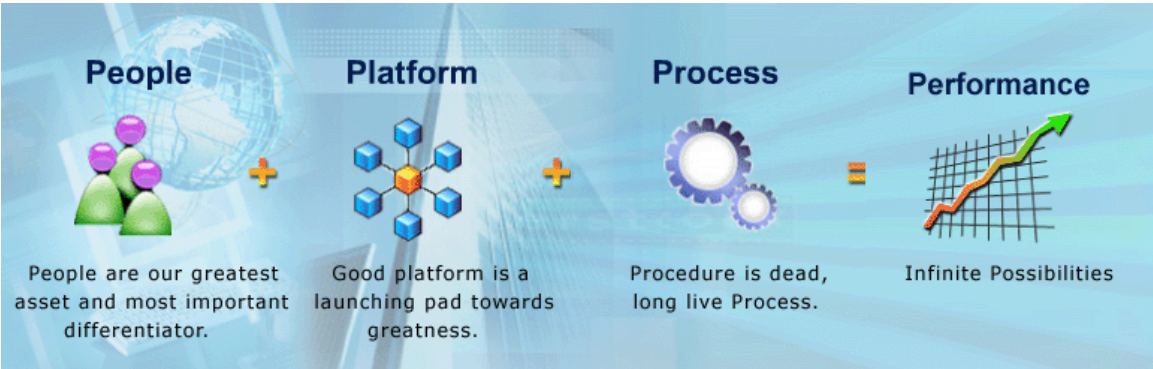 People
Platform
Process
Performance
+
+
=
People are our greatest
asset and most important
differentiator.
Good platform is a
launching pad towards
greatness.
Procedure is dead,
long live Process.
Infinite Possibilities